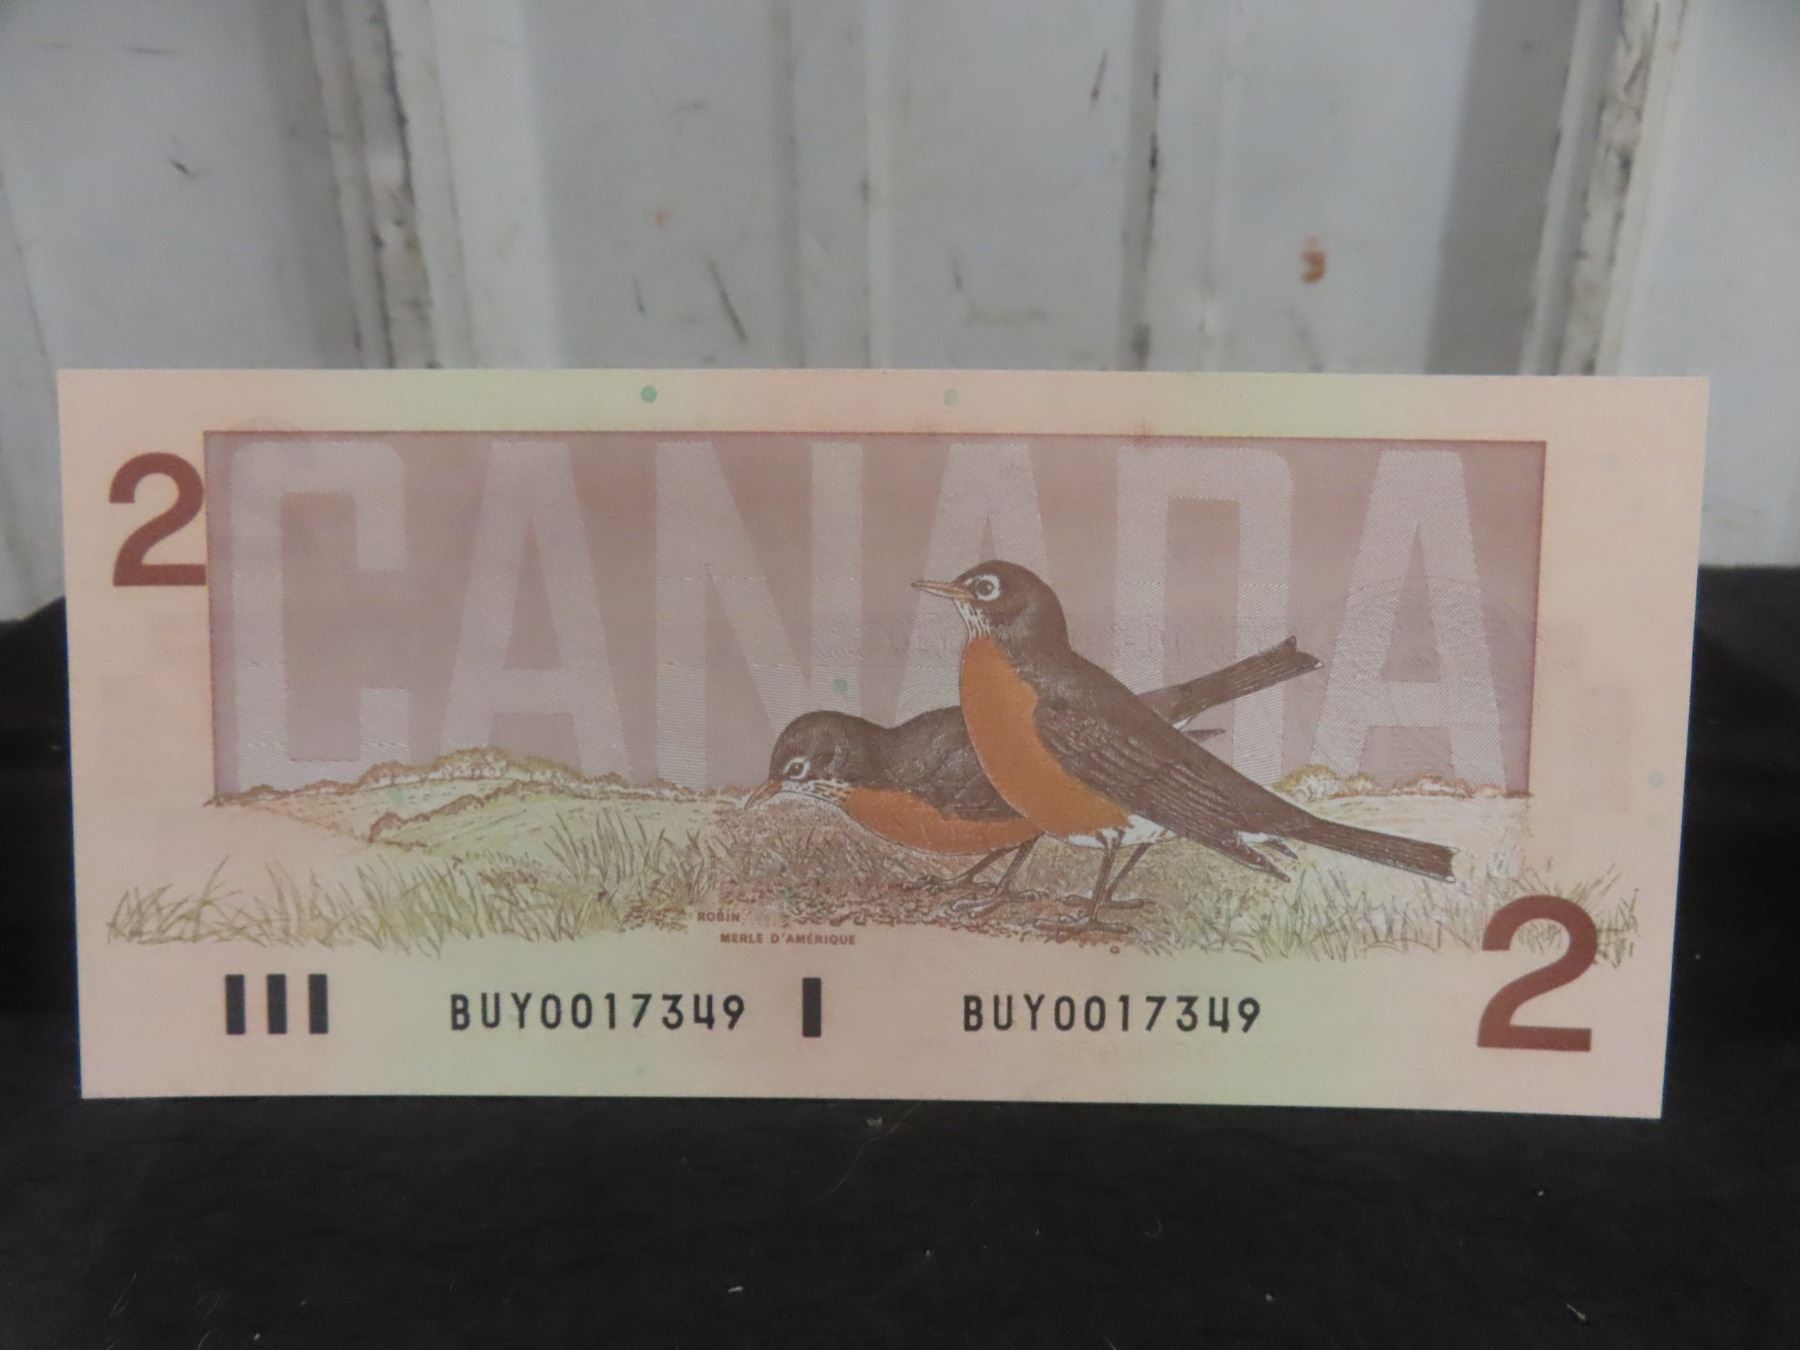 CANADA
2
ROBIN
MERLE D'AMÉRIQUE
BUY0017349 BUY0017349
2